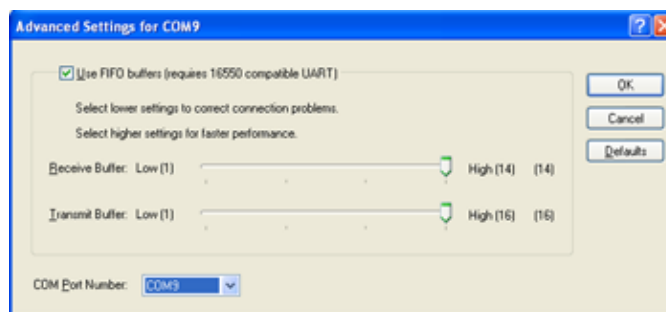 Advanced Settings for COM9
Use FIFO buffers (requires 16550 compatible UART)
Select lower settings to correct connection problems.
Select higher settings for faster performance.
Receive Buffer: Low (1) High (14) (14)
Transmit Buffer: Low (1) High (16) (16)
COM Port Number: COM9
OK
Cancel
Defaults